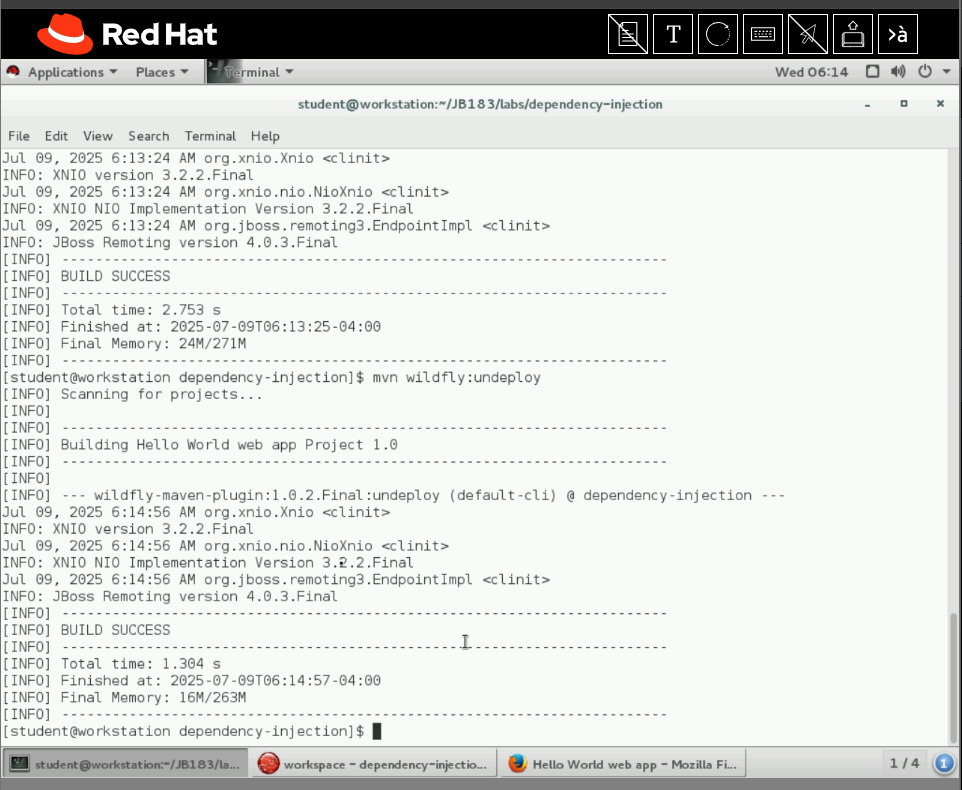 Red Hat
T
>à
Applications Places Terminal Wed 06:14
student@workstation:~/JB183/labs/dependency-injection
File Edit View Search Terminal Help
Jul 09, 2025 6:13:24 AM org.xnio.Xnio <clinit>
INFO: XNIO version 3.2.2.Final
Jul 09, 2025 6:13:24 AM org.xnio.nio.NioXnio <clinit>
INFO: XNIO NIO Implementation Version 3.2.2.Final
Jul 09, 2025 6:13:24 AM org.jboss.remoting3.EndpointImpl <clinit>
INFO: JBoss Remoting version 4.0.3.Final
[INFO] ------------------------------------------------------------------------
[INFO] BUILD SUCCESS
[INFO] ------------------------------------------------------------------------
[INFO] Total time: 2.753 s
[INFO] Finished at: 2025-07-09T06:13:25-04:00
[INFO] Final Memory: 24M/271M
[INFO] ------------------------------------------------------------------------
[student@workstation dependency-injection]$ mvn wildfly:undeploy
[INFO] Scanning for projects...
[INFO]
[INFO] ------------------------------------------------------------------------
[INFO] Building Hello World web app Project 1.0
[INFO] ------------------------------------------------------------------------
[INFO]
[INFO] --- wildfly-maven-plugin:1.0.2.Final:undeploy (default-cli) @ dependency-injection ---
Jul 09, 2025 6:14:56 AM org.xnio.Xnio <clinit>
INFO: XNIO version 3.2.2.Final
Jul 09, 2025 6:14:56 AM org.xnio.nio.NioXnio <clinit>
INFO: XNIO NIO Implementation Version 3.2.2.Final
Jul 09, 2025 6:14:56 AM org.jboss.remoting3.EndpointImpl <clinit>
INFO: JBoss Remoting version 4.0.3.Final
[INFO] ------------------------------------------------------------------------
[INFO] BUILD SUCCESS
[INFO] ------------------------------------------------------------------------
[INFO] Total time: 1.304 s
[INFO] Finished at: 2025-07-09T06:14:57-04:00
[INFO] Final Memory: 16M/263M
[INFO] ------------------------------------------------------------------------
[student@workstation dependency-injection]$
student@workstation:~/JB183/la... workspace - dependency-injectio... Hello World web app - Mozilla Fi... 1 / 4 1